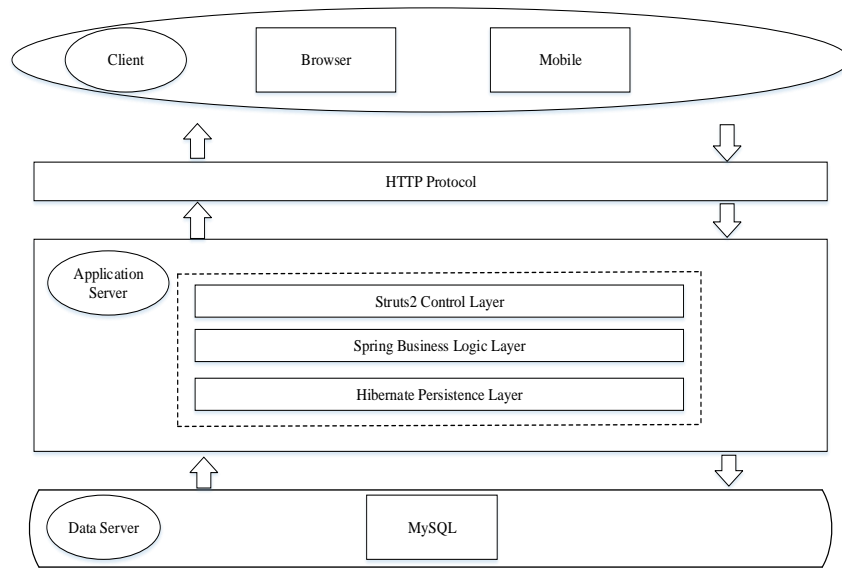 Client
Browser
Mobile
HTTP Protocol
Application
Server
Struts2 Control Layer
Spring Business Logic Layer
Hibernate Persistence Layer
Data Server
MySQL